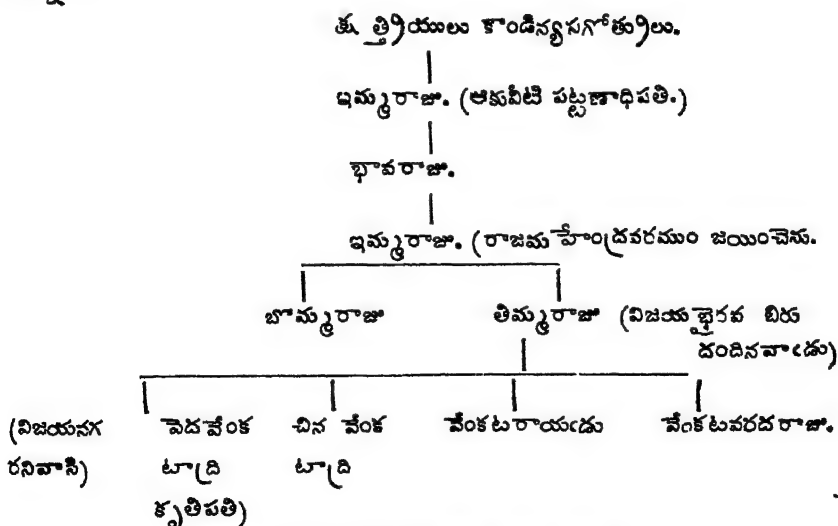 క్షత్త్రియులు కౌండిన్యసగోత్రులు.
ఇమ్మరాజు. (ఆకువీటి పట్టణాధిపతి.)
భావరాజు.
ఇమ్మరాజు. (రాజమహేంద్రవరముం జయించెను.
బొమ్మరాజు తిమ్మరాజు (విజయభైరవ బిరు
దందినవాఁడు)
(విజయనగ పెదవేంక చిన వేంక వేంకటరాయఁడు వేంకటవరదరాజు.
రనివాసి) టాద్రి టాద్రి
కృతిపతి)